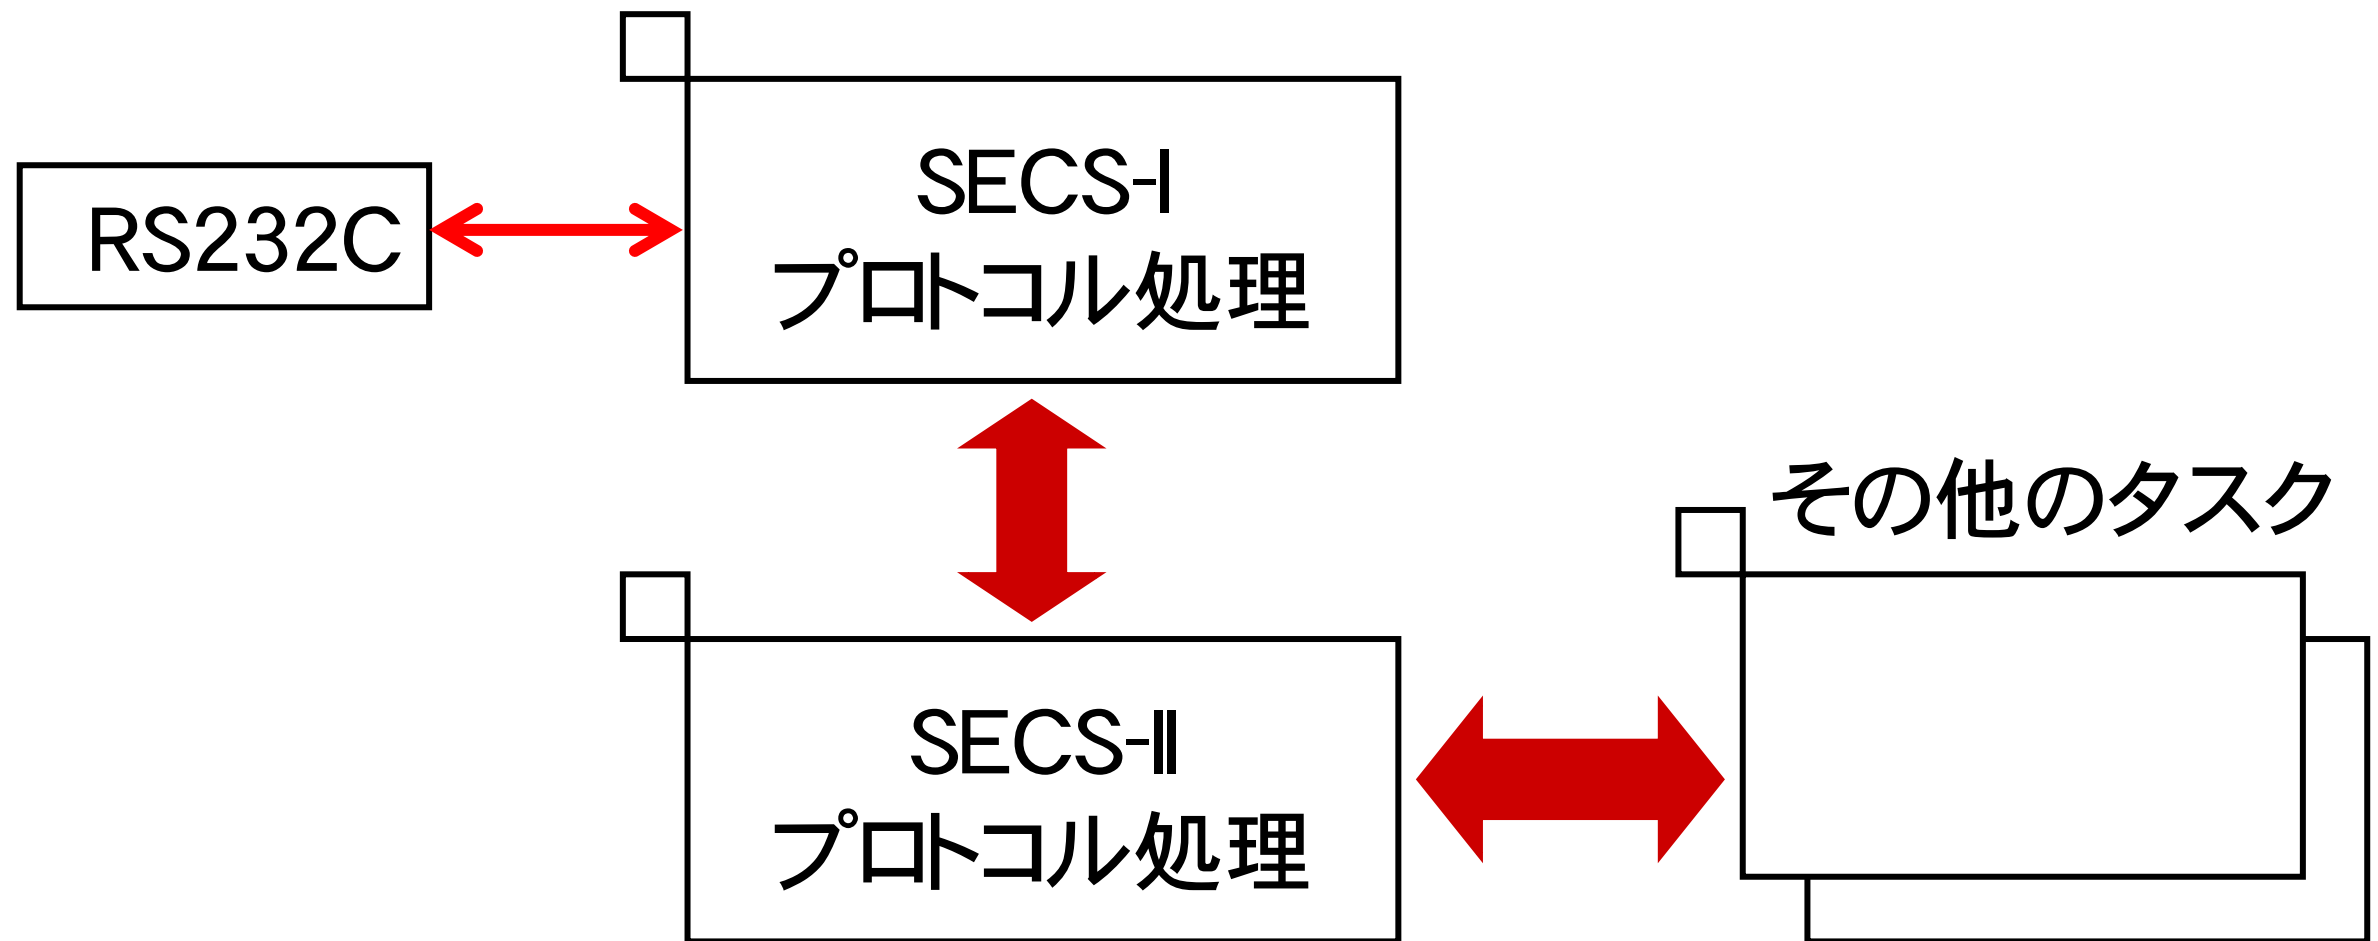 SECS-I
プロトコル処理
RS232C
その他のタスク
SECS-II
プロトコル処理